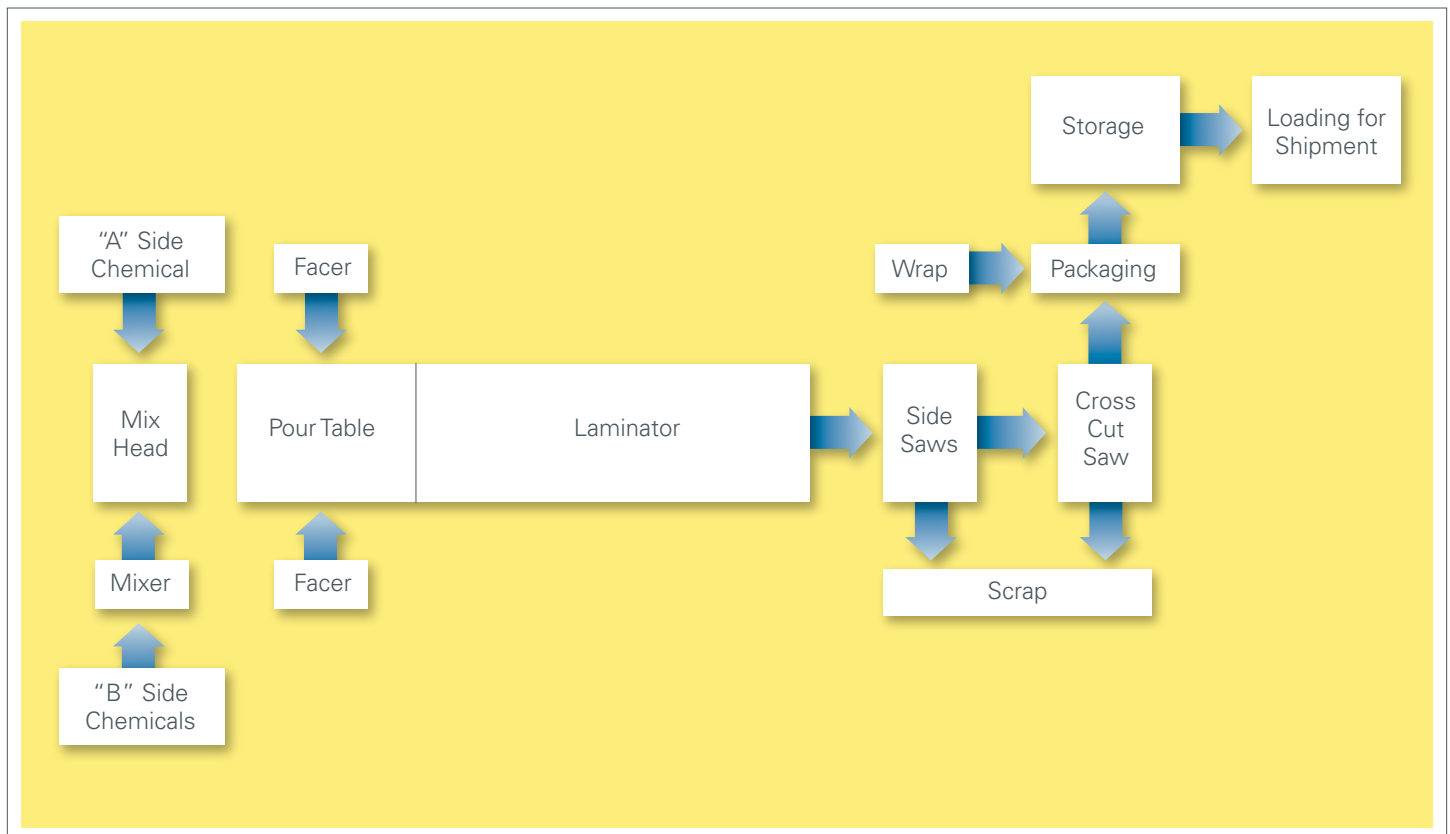 Storage
Loading for
Shipment
“A” Side
Chemical
Facer
Wrap
Packaging
Mix
Head
Pour Table
Laminator
Side
Saws
Cross
Cut
Saw
Mixer
Facer
Scrap
“B” Side
Chemicals